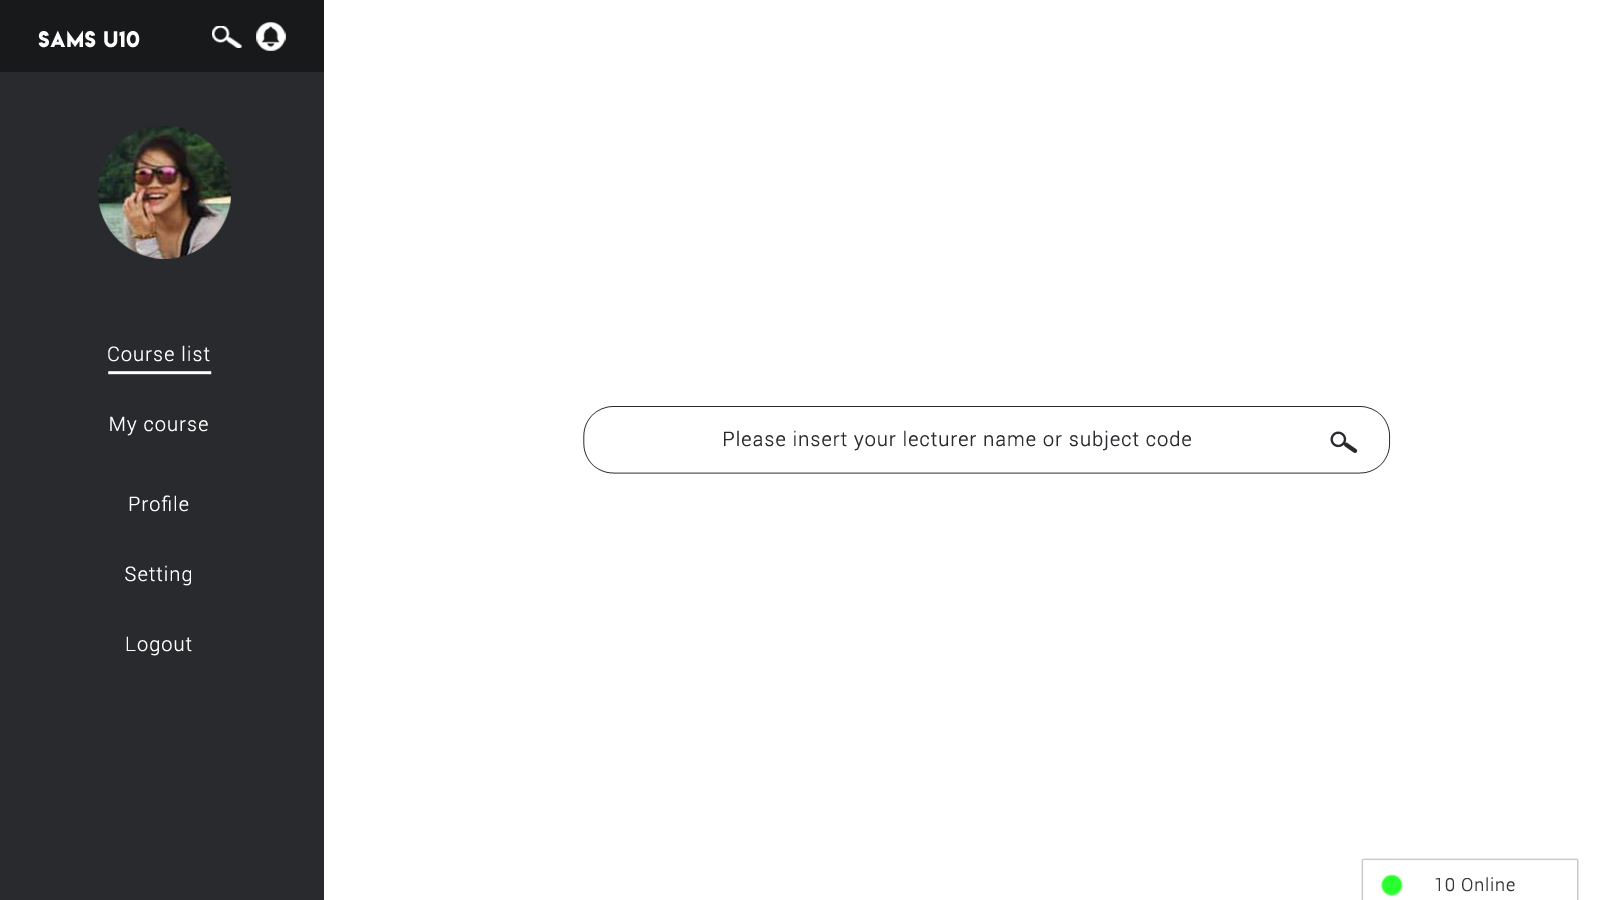 SAMS U10
Course list
My course
Profile
Setting
Logout
Please insert your lecturer name or subject code
10 Online